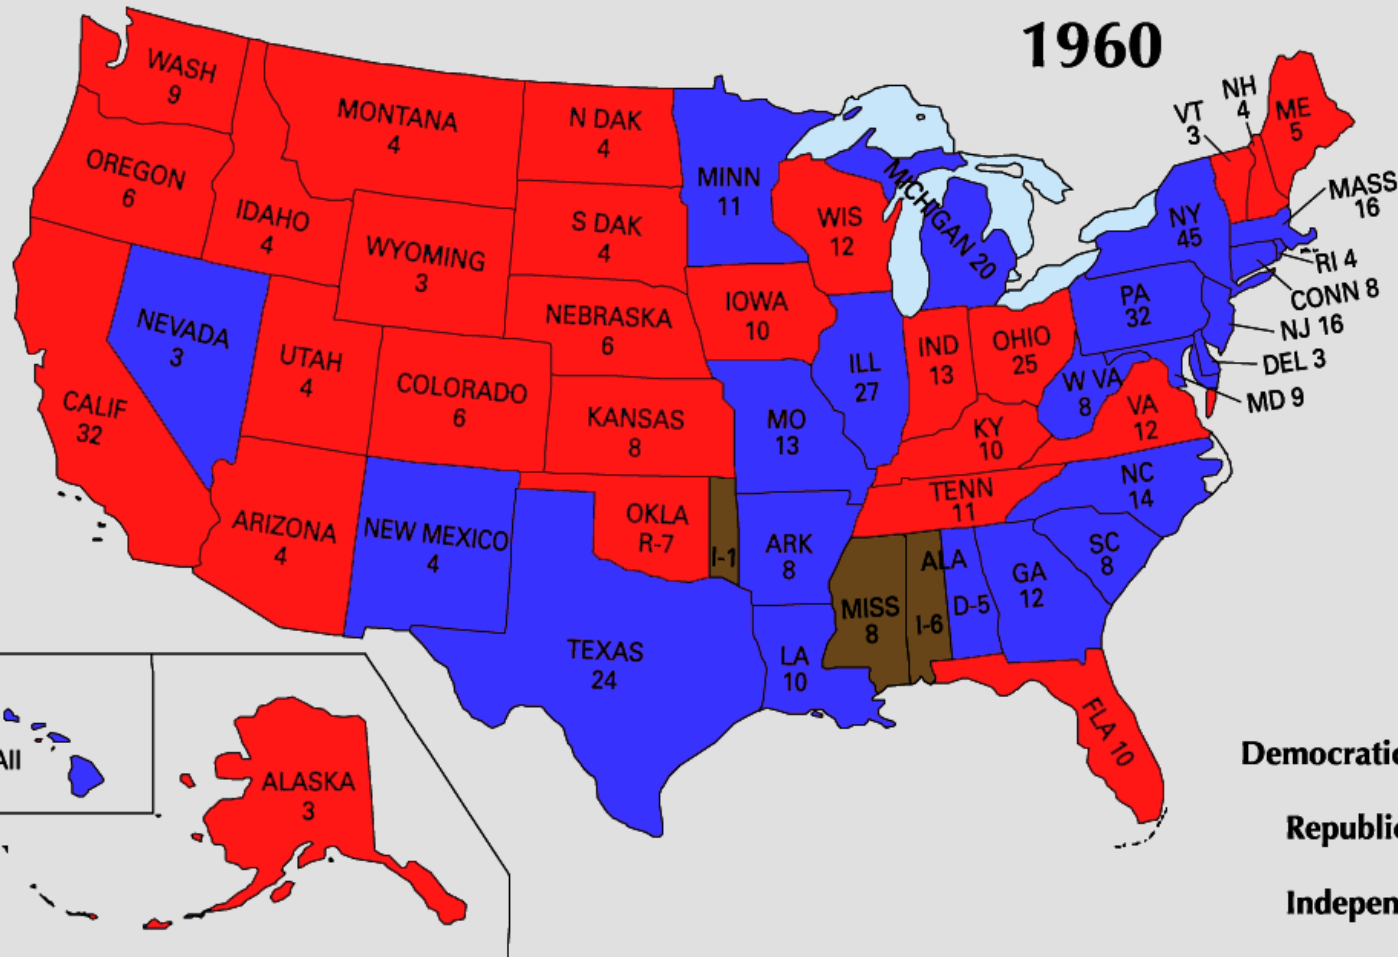 1960
WASH
9
MONTANA
4
N DAK
4
MINN
11
VT
3
NH
4
ME
5
OREGON
6
IDAHO
4
WYOMING
3
S DAK
4
WIS
12
MICHIGAN 20
NY
45
MASS
16
RI 4
CONN 8
NJ 16
DEL 3
MD 9
NEVADA
3
UTAH
4
COLORADO
6
NEBRASKA
6
IOWA
10
ILL
27
IND
13
OHIO
25
PA
32
W VA
8
VA
12
CALIF
32
KANSAS
8
MO
13
KY
10
TENN
11
NC
14
ARIZONA
4
NEW MEXICO
4
OKLA
R-7
I-1
ARK
8
MISS
8
ALA
I-6
D-5
GA
12
SC
8
TEXAS
24
LA
10
FLA 10
AII
ALASKA
3
Democratic
Republic
Indepen